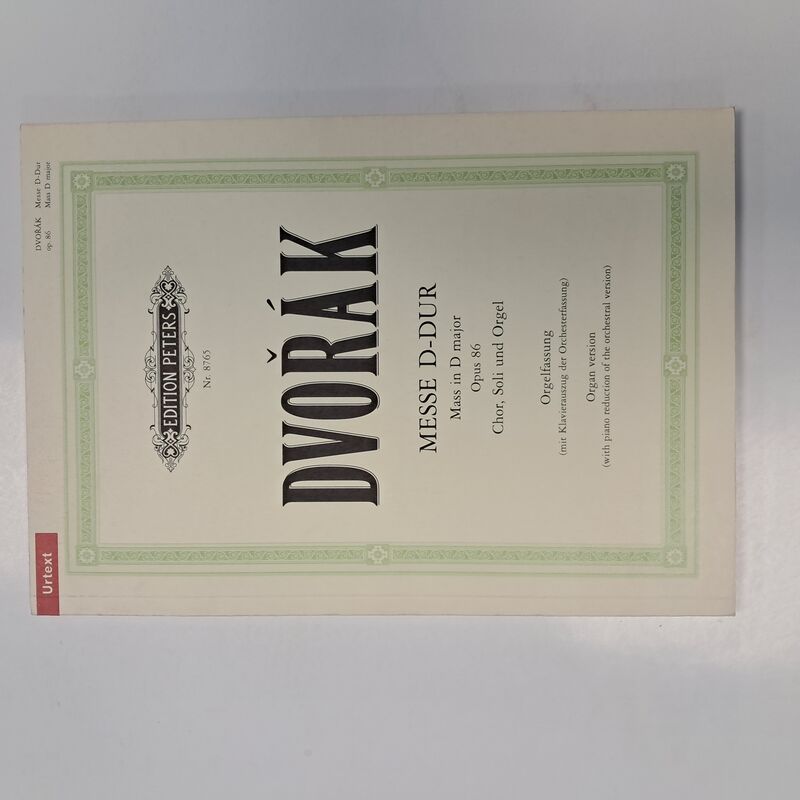 Urtext
DVOŘÁK Messe D-Dur
op. 86 Mass D major
EDITION PETERS
Nr. 8765
DVOŘÁK
MESSE D-DUR
Mass in D major
Opus 86
Chor, Soli und Orgel
Orgelfassung
(mit Klavierauszug der Orchesterfassung)
Organ version
(with piano reduction of the orchestral version)